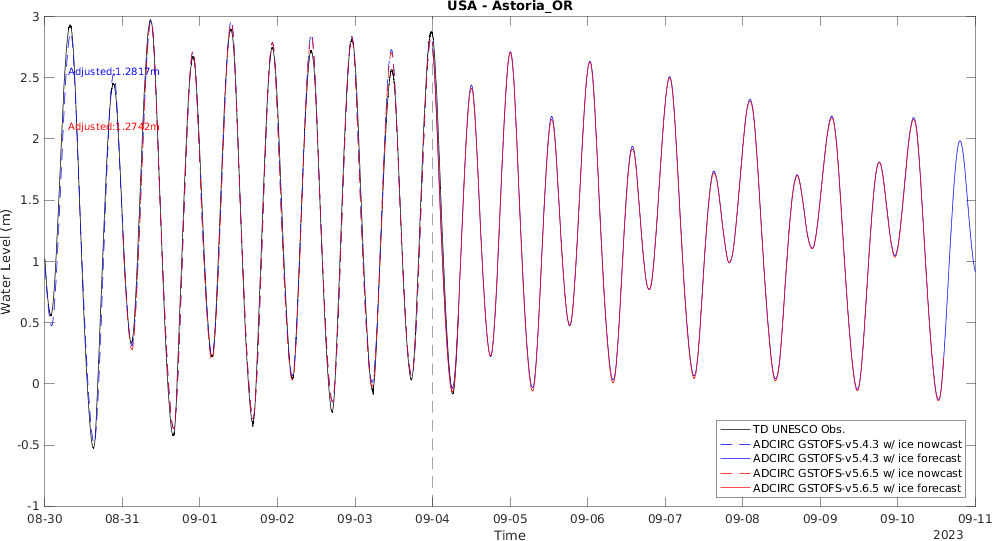 USA - Astoria_OR
Water Level (m)
3
2.5
2
1.5
1
0.5
0
-0.5
-1
Adjusted:1.2817m
Adjusted:1.2742m
TD UNESCO Obs.
ADCIRC GSTOFS-v5.4.3 w/ ice nowcast
ADCIRC GSTOFS-v5.4.3 w/ ice forecast
ADCIRC GSTOFS-v5.6.5 w/ ice nowcast
ADCIRC GSTOFS-v5.6.5 w/ ice forecast
08-30 08-31 09-01 09-02 09-03 09-04 09-05 09-06 09-07 09-08 09-09 09-10 09-11
Time
2023